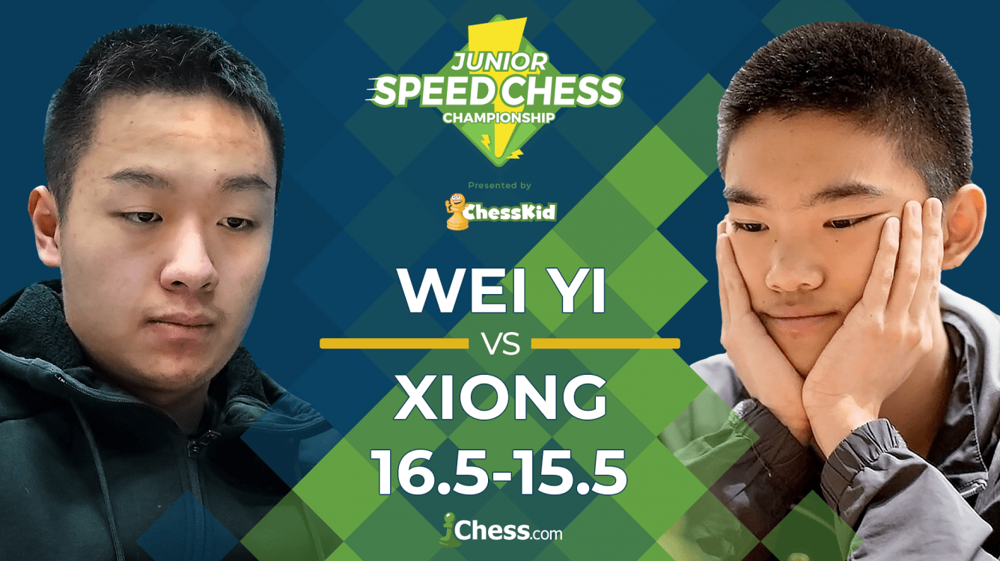 JUNIOR
SPEED CHESS
CHAMPIONSHIP
Presented by
ChessKid
WEI YI
VS
XIONG
16.5-15.5
Chess.com